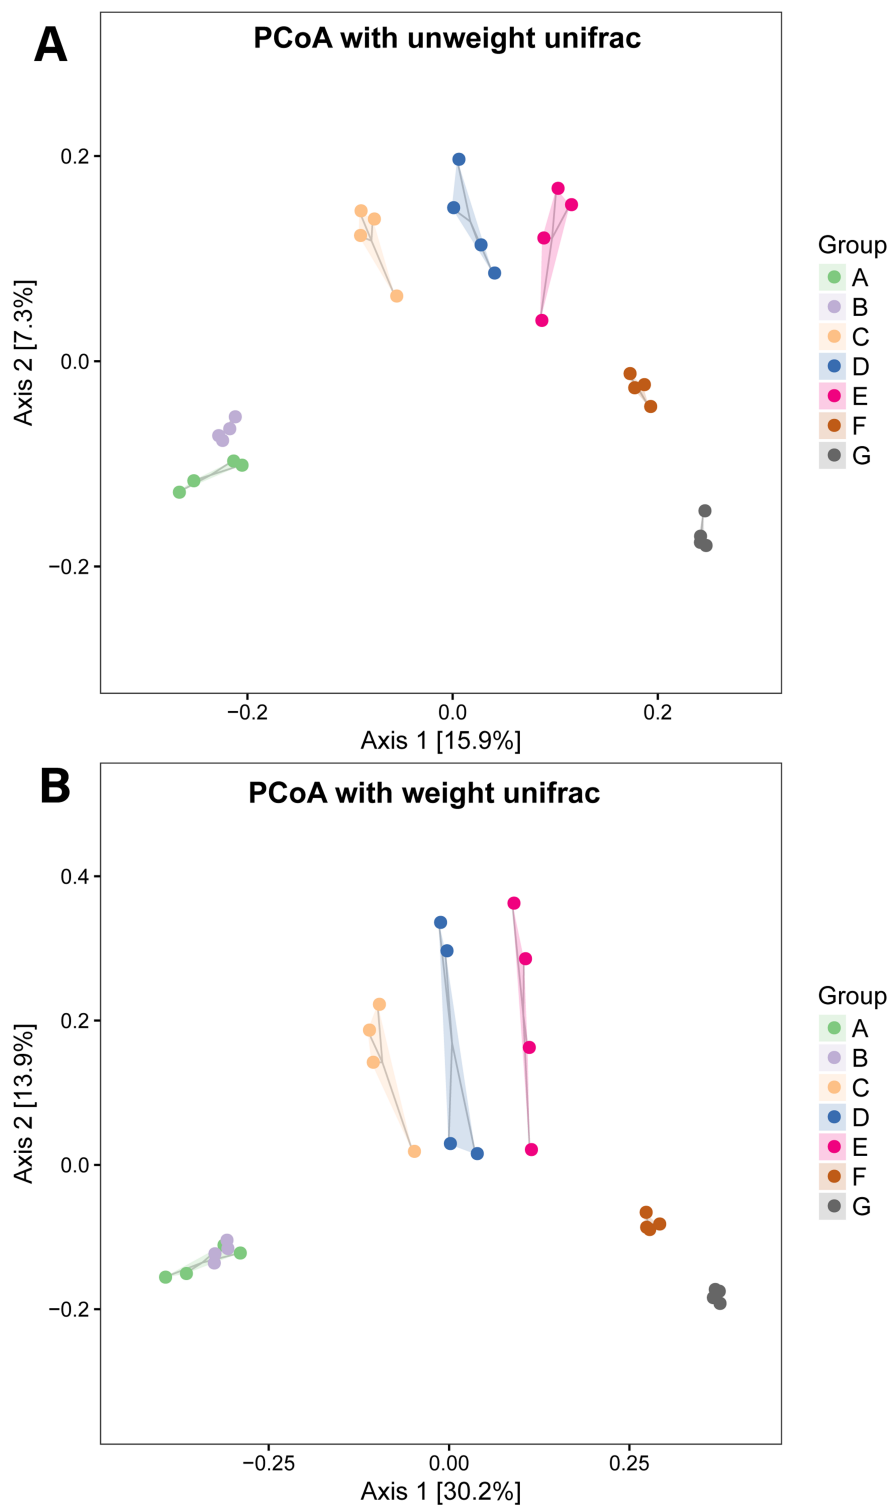 A
PCoA with unweight unifrac
0.2
0.0
−0.2
Axis 2 [7.3%]
−0.2
0.0
0.2
Axis 1 [15.9%]
Group
A
B
C
D
E
F
G
B
PCoA with weight unifrac
0.4
0.2
0.0
−0.2
Axis 2 [13.9%]
−0.25
0.00
0.25
Axis 1 [30.2%]
Group
A
B
C
D
E
F
G